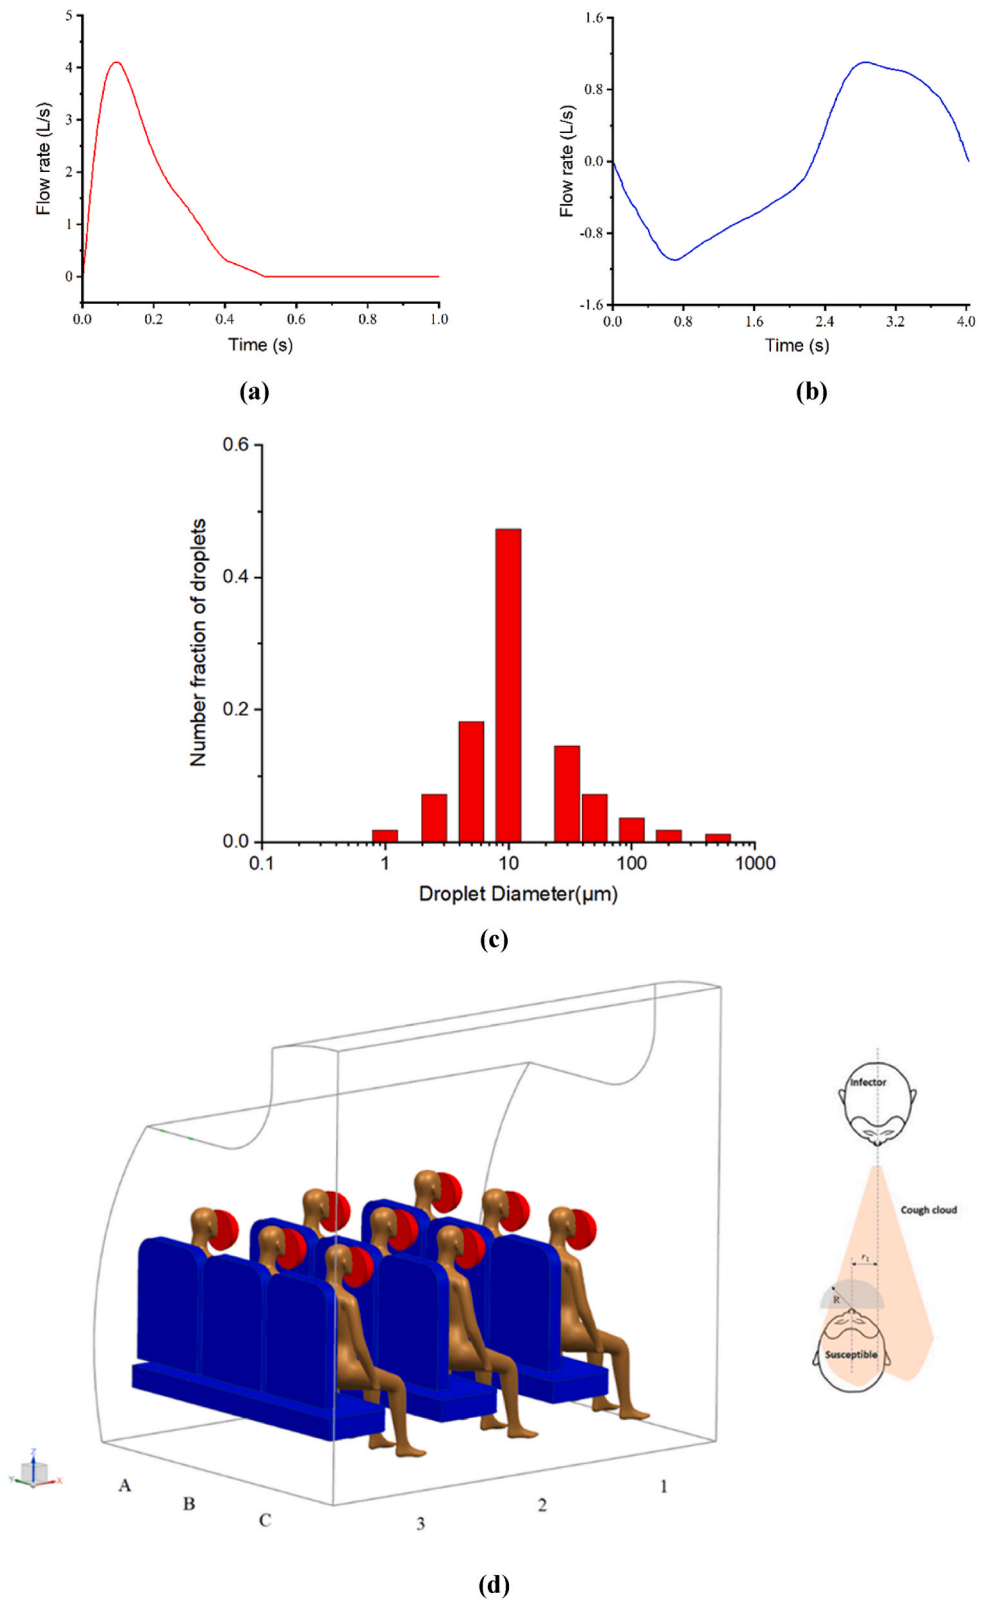 5
4
3
2
1
0
Flow rate (L/s)
0.0 0.2 0.4 0.6 0.8 1.0
Time (s)
(a)
1.6
0.8
0.0
-0.8
-1.6
Flow rate (L/s)
0.0 0.8 1.6 2.4 3.2 4.0
Time (s)
(b)
0.6
0.4
0.2
0.0
Number fraction of droplets
0.1 1 10 100 1000
Droplet Diameter(μm)
(c)
Infector
Cough cloud
r₁
R
Susceptible
Z
Y X
A
B
C
3
2
1
(d)